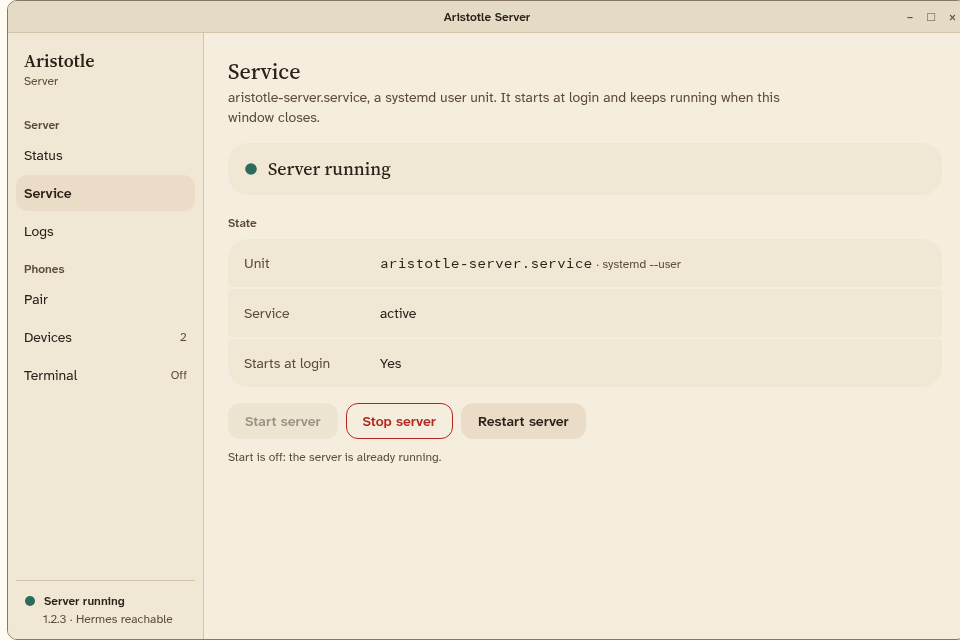 Aristotle Server
Aristotle
Server
Server
Status
Service
Logs
Phones
Pair
Devices 2
Terminal Off
Server running
1.2.3 · Hermes reachable
Service
aristotle-server.service, a systemd user unit. It starts at login and keeps running when this
window closes.
Server running
State
Unit aristotle-server.service · systemd --user
Service active
Starts at login Yes
Start server Stop server Restart server
Start is off: the server is already running.